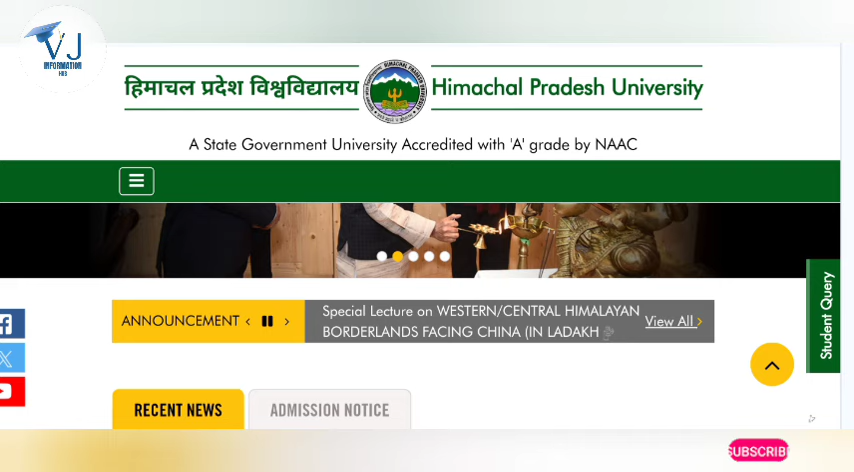 VJ
INFORMATION
HUB
हिमाचल प्रदेश विश्वविद्यालय
Himachal Pradesh University
A State Government University Accredited with 'A' grade by NAAC
ANNOUNCEMENT
Special Lecture on WESTERN/CENTRAL HIMALAYAN
BORDERLANDS FACING CHINA (IN LADAKH
View All
Student Query
RECENT NEWS
ADMISSION NOTICE
SUBSCRIBE